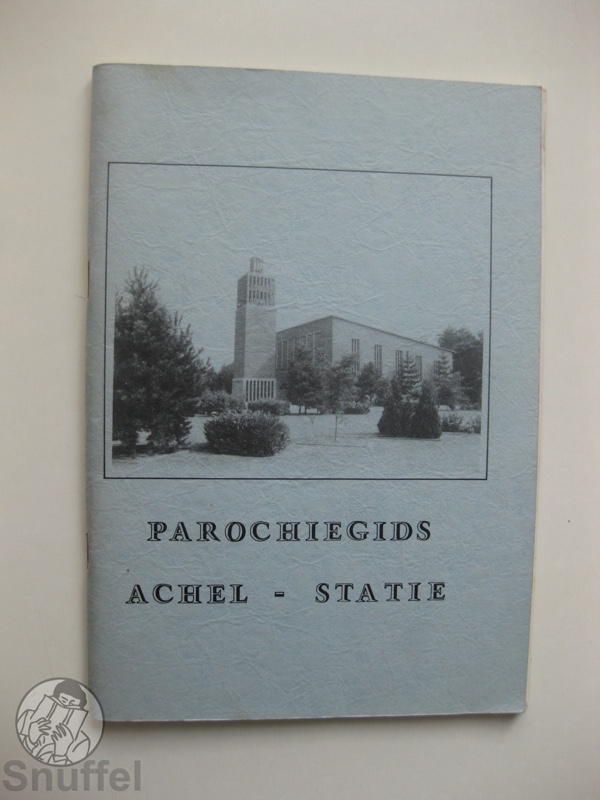 PAROCHIEGIDS
ACHEL - STATIE
Snuffel